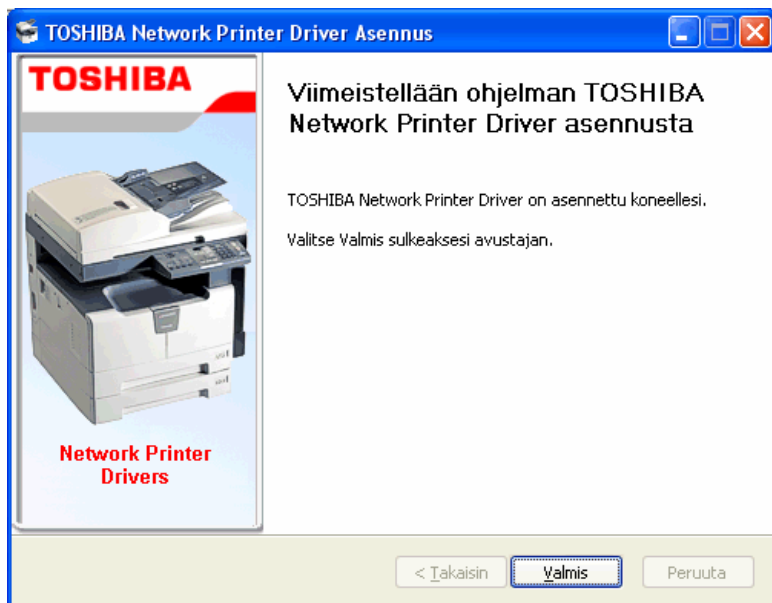 TOSHIBA Network Printer Driver Asennus
TOSHIBA
Viimeistellään ohjelman TOSHIBA
Network Printer Driver asennusta
TOSHIBA Network Printer Driver on asennettu koneellesi.
Valitse Valmis sulkeaksesi avustajan.
Network Printer
Drivers
< Takaisin
Valmis
Peruuta